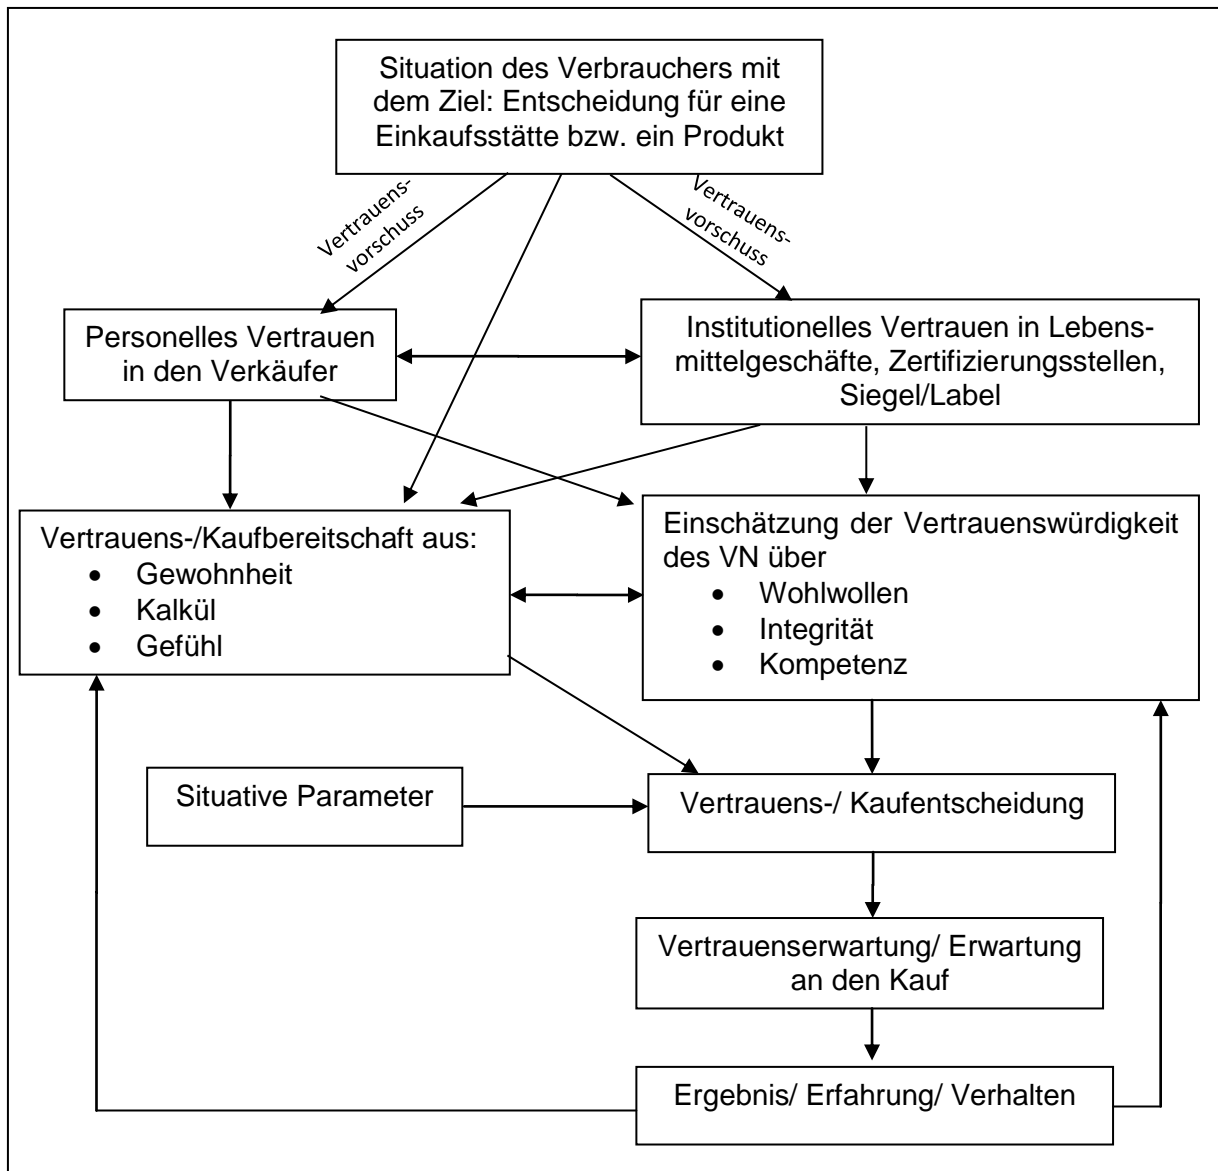 Situation des Verbrauchers mit
dem Ziel: Entscheidung für eine
Einkaufsstätte bzw. ein Produkt
Vertrauens-
vorschuss
Vertrauens-
vorschuss
Personelles Vertrauen
in den Verkäufer
Institutionelles Vertrauen in Lebens-
mittelgeschäfte, Zertifizierungsstellen,
Siegel/Label
Vertrauens-/Kaufbereitschaft aus:
• Gewohnheit
• Kalkül
• Gefühl
Einschätzung der Vertrauenswürdigkeit
des VN über
• Wohlwollen
• Integrität
• Kompetenz
Situative Parameter
Vertrauens-/ Kaufentscheidung
Vertrauenserwartung/ Erwartung
an den Kauf
Ergebnis/ Erfahrung/ Verhalten